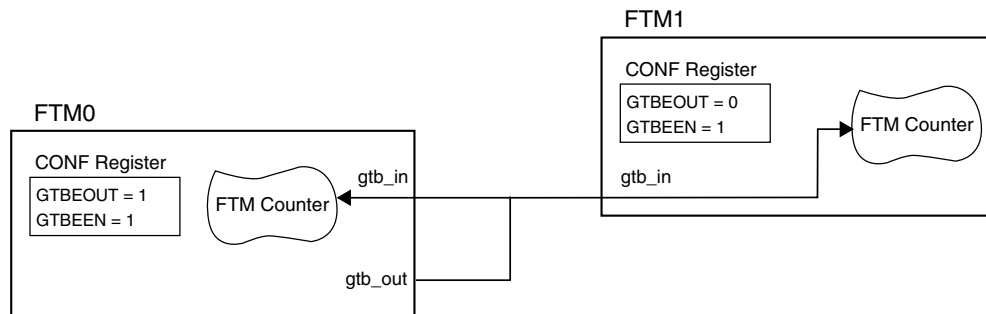 FTM1
CONF Register
GTBEOUT = 0
GTBEEN = 1
FTM Counter
gtb_in
FTM0
CONF Register
GTBEOUT = 1
GTBEEN = 1
FTM Counter
gtb_in
gtb_out